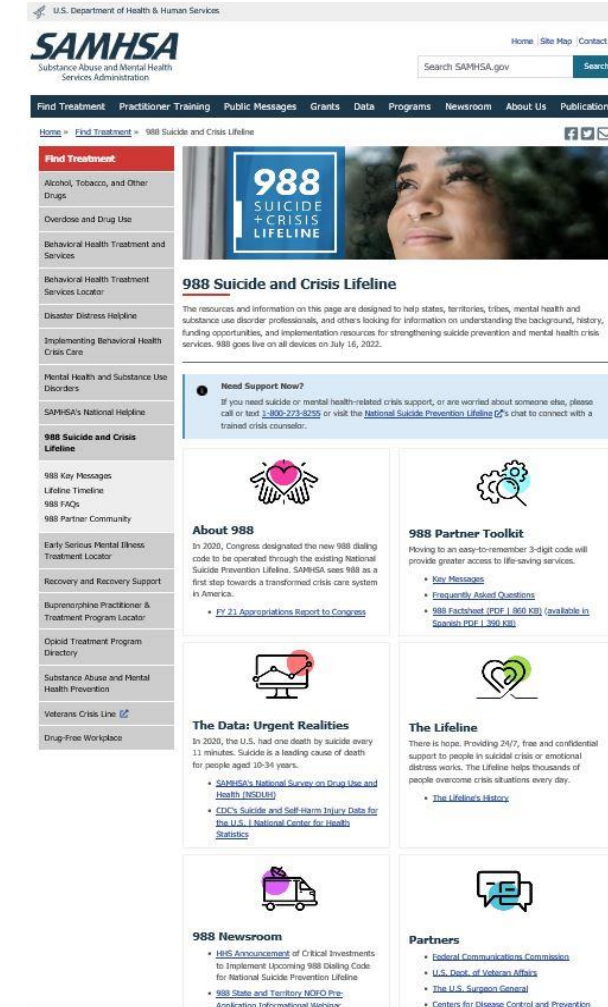 U.S. Department of Health & Human Services
SAMHSA
Substance Abuse and Mental Health
Services Administration
Home Site Map Contact
Search SAMHSA.gov
Search
Find Treatment Practitioner Training Public Messages Grants Data Programs Newsroom About Us Publication
Home » Find Treatment » 988 Suicide and Crisis Lifeline
Find Treatment
Alcohol, Tobacco, and Other
Drugs
Overdose and Drug Use
Behavioral Health Treatment and
Services
Behavioral Health Treatment
Services Locator
Disaster Distress Helpline
Implementing Behavioral Health
Crisis Care
Mental Health and Substance Use
Disorders
SAMHSA's National Helpline
988 Suicide and Crisis
Lifeline
988 Key Messages
Lifeline Timeline
988 FAQs
988 Partner Community
Early Serious Mental Illness
Treatment Locator
Recovery and Recovery Support
Buprenorphine Practitioner &
Treatment Program Locator
Opioid Treatment Program
Directory
Substance Abuse and Mental
Health Prevention
Veterans Crisis Line
Drug-Free Workplace
988
SUICIDE
+CRISIS
LIFELINE
988 Suicide and Crisis Lifeline
The resources and information on this page are designed to help states, territories, tribes, mental health and
substance use disorder professionals, and others looking for information on understanding the background, history,
funding opportunities, and implementation resources for strengthening suicide prevention and mental health crisis
services. 988 goes live on all devices on July 16, 2022.
Need Support Now?
If you need suicide or mental health-related crisis support, or are worried about someone else, please
call or text 1-800-273-8255 or visit the National Suicide Prevention Lifeline's chat to connect with a
trained crisis counselor.
About 988
In 2020, Congress designated the new 988 dialing
code to be operated through the existing National
Suicide Prevention Lifeline. SAMHSA sees 988 as a
first step towards a transformed crisis care system
in America.
• FY 21 Appropriations Report to Congress
988 Partner Toolkit
Moving to an easy-to-remember 3-digit code will
provide greater access to life-saving services.
• Key Messages
• Frequently Asked Questions
• 988 Factsheet (PDF | 860 KB) (available in
Spanish PDF | 390 KB)
The Data: Urgent Realities
In 2020, the U.S. had one death by suicide every
11 minutes. Suicide is a leading cause of death
for people aged 10-34 years.
• SAMHSA's National Survey on Drug Use and
Health (NSDUH)
• CDC's Suicide and Self-Harm Injury Data for
the U.S. | National Center for Health
Statistics
The Lifeline
There is hope. Providing 24/7, free and confidential
support to people in suicidal crisis or emotional
distress works. The Lifeline helps thousands of
people overcome crisis situations every day.
• The Lifeline's History
988 Newsroom
• HHS Announcement of Critical Investments
to Implement Upcoming 988 Dialing Code
for National Suicide Prevention Lifeline
• 988 State and Territory NOFO Pre-
Application Informational Webinar
Partners
• Federal Communications Commission
• U.S. Dept. of Veteran Affairs
• The U.S. Surgeon General
• Centers for Disease Control and Prevention